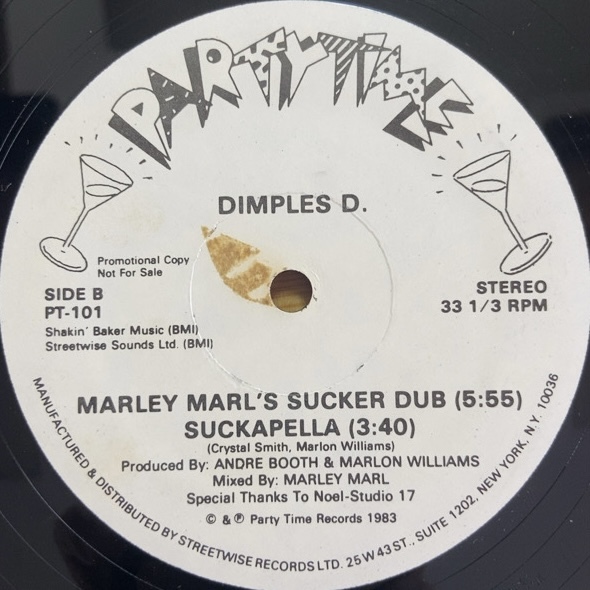 PARTYTIME
DIMPLES D.
Promotional Copy
Not For Sale
SIDE B
PT-101
Shakin' Baker Music (BMI)
Streetwise Sounds Ltd. (BMI)
STEREO
33 1/3 RPM
MARLEY MARL'S SUCKER DUB (5:55)
SUCKAPELLA (3:40)
(Crystal Smith, Marlon Williams)
Produced By: ANDRE BOOTH & MARLON WILLIAMS
Mixed By: MARLEY MARL
Special Thanks To Noel-Studio 17
© & ℗ Party Time Records 1983
MANUFACTURED & DISTRIBUTED BY STREETWISE RECORDS LTD. 25 W 43 ST., SUITE 1202, NEW YORK, N.Y. 10036